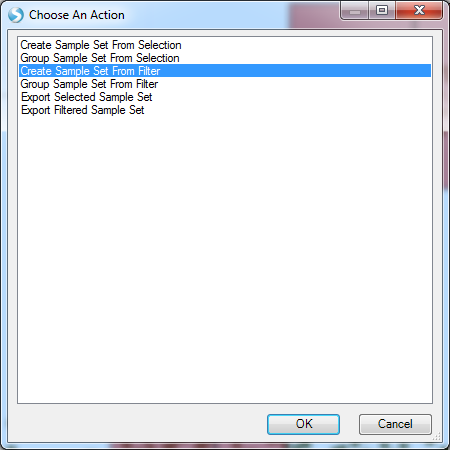 Choose An Action
Create Sample Set From Selection
Group Sample Set From Selection
Create Sample Set From Filter
Group Sample Set From Filter
Export Selected Sample Set
Export Filtered Sample Set
OK
Cancel